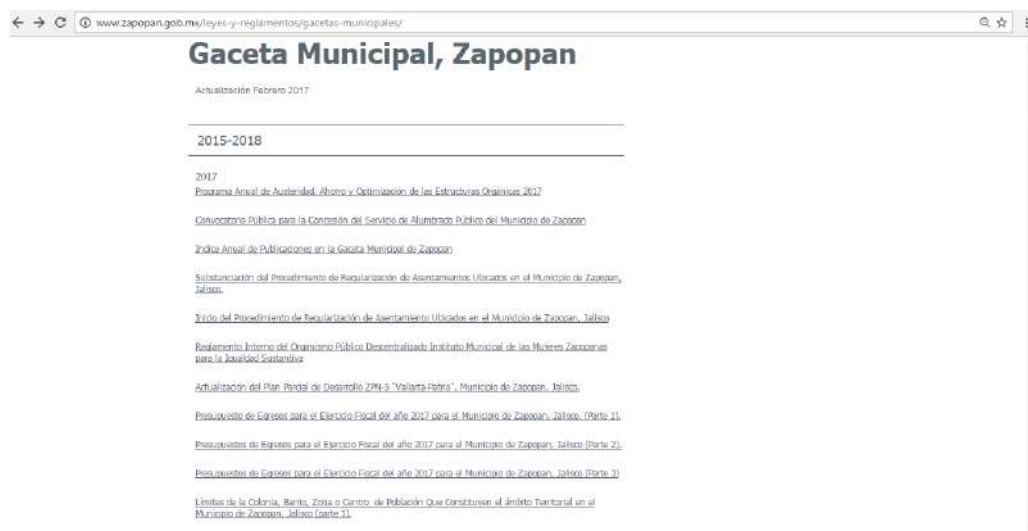 www.zapopan.gob.mx/leyes-y-reglamentos/gacetas-municipales/
Gaceta Municipal, Zapopan
Actualización Febrero 2017
2015-2018
2017
Programa Anual de Austeridad, Ahorro y Optimización de las Estructuras Orgánicas 2017
Convocatoria Pública para la Concesión del Servicio de Alumbrado Público del Municipio de Zapopan
Indice Anual de Publicaciones en la Gaceta Municipal de Zapopan
Substanciación del Procedimiento de Regularización de Asentamientos Ubicados en el Municipio de Zapopan,
Jalisco.
Inicio del Procedimiento de Regularización de Asentamiento Ubicados en el Municipio de Zapopan, Jalisco
Reglamento Interno del Organismo Público Descentralizado Instituto Municipal de las Mujeres Zapopanas
para la Igualdad Sustantiva
Actualización del Plan Parcial de Desarrollo ZPN-5 "Vallarta-Patria", Municipio de Zapopan, Jalisco.
Presupuesto de Egresos para el Ejercicio Fiscal del año 2017 para el Municipio de Zapopan, Jalisco. (Parte 1).
Presupuestos de Egresos para el Ejercicio Fiscal del año 2017 para el Municipio de Zapopan, Jalisco (Parte 2).
Presupuestos de Egresos para el Ejercicio Fiscal del año 2017 para el Municipio de Zapopan, Jalisco (Parte 3)
Límites de la Colonia, Barrio, Zona o Centro de Población Que Constituyen el ámbito Territorial en el
Municipio de Zapopan, Jalisco (parte 1).